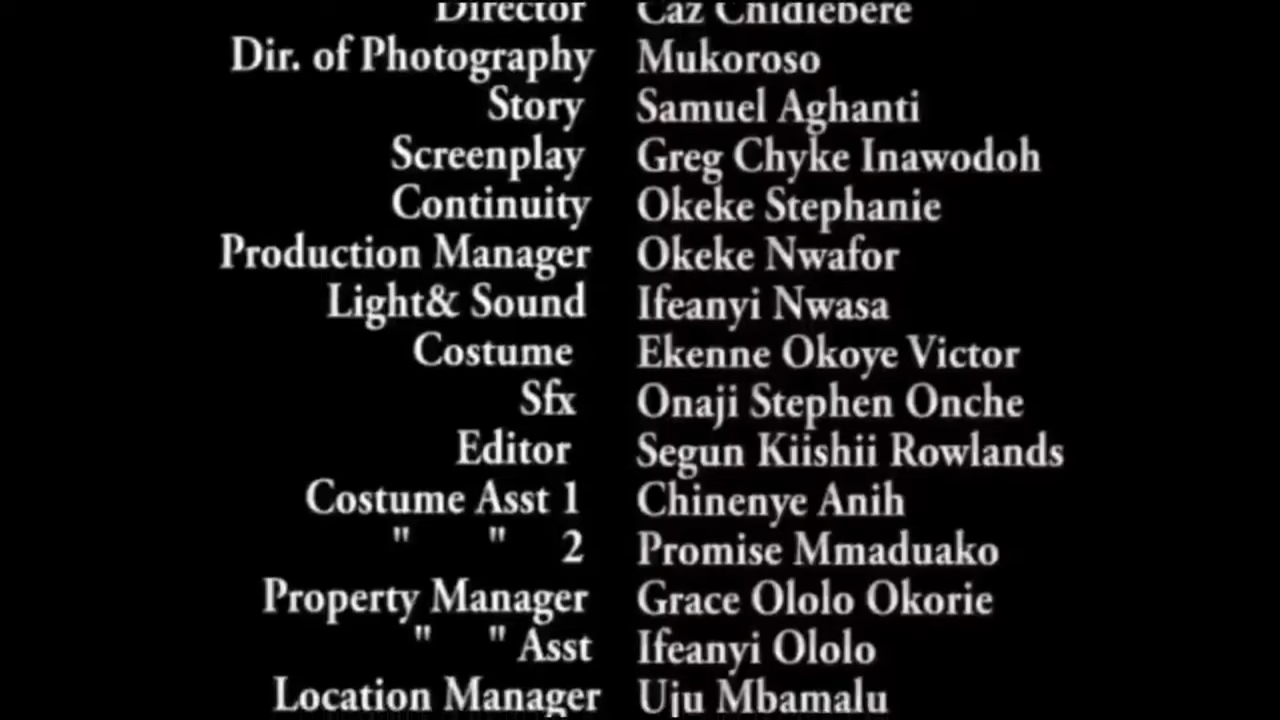 Director Caz Chidiebere
Dir. of Photography Mukoroso
Story Samuel Aghanti
Screenplay Greg Chyke Inawodoh
Continuity Okeke Stephanie
Production Manager Okeke Nwafor
Light& Sound Ifeanyi Nwasa
Costume Ekenne Okoye Victor
Sfx Onaji Stephen Onche
Editor Segun Kiishii Rowlands
Costume Asst 1 Chinenye Anih
" " 2 Promise Mmaduako
Property Manager Grace Ololo Okorie
" " Asst Ifeanyi Ololo
Location Manager Uju Mbamalu